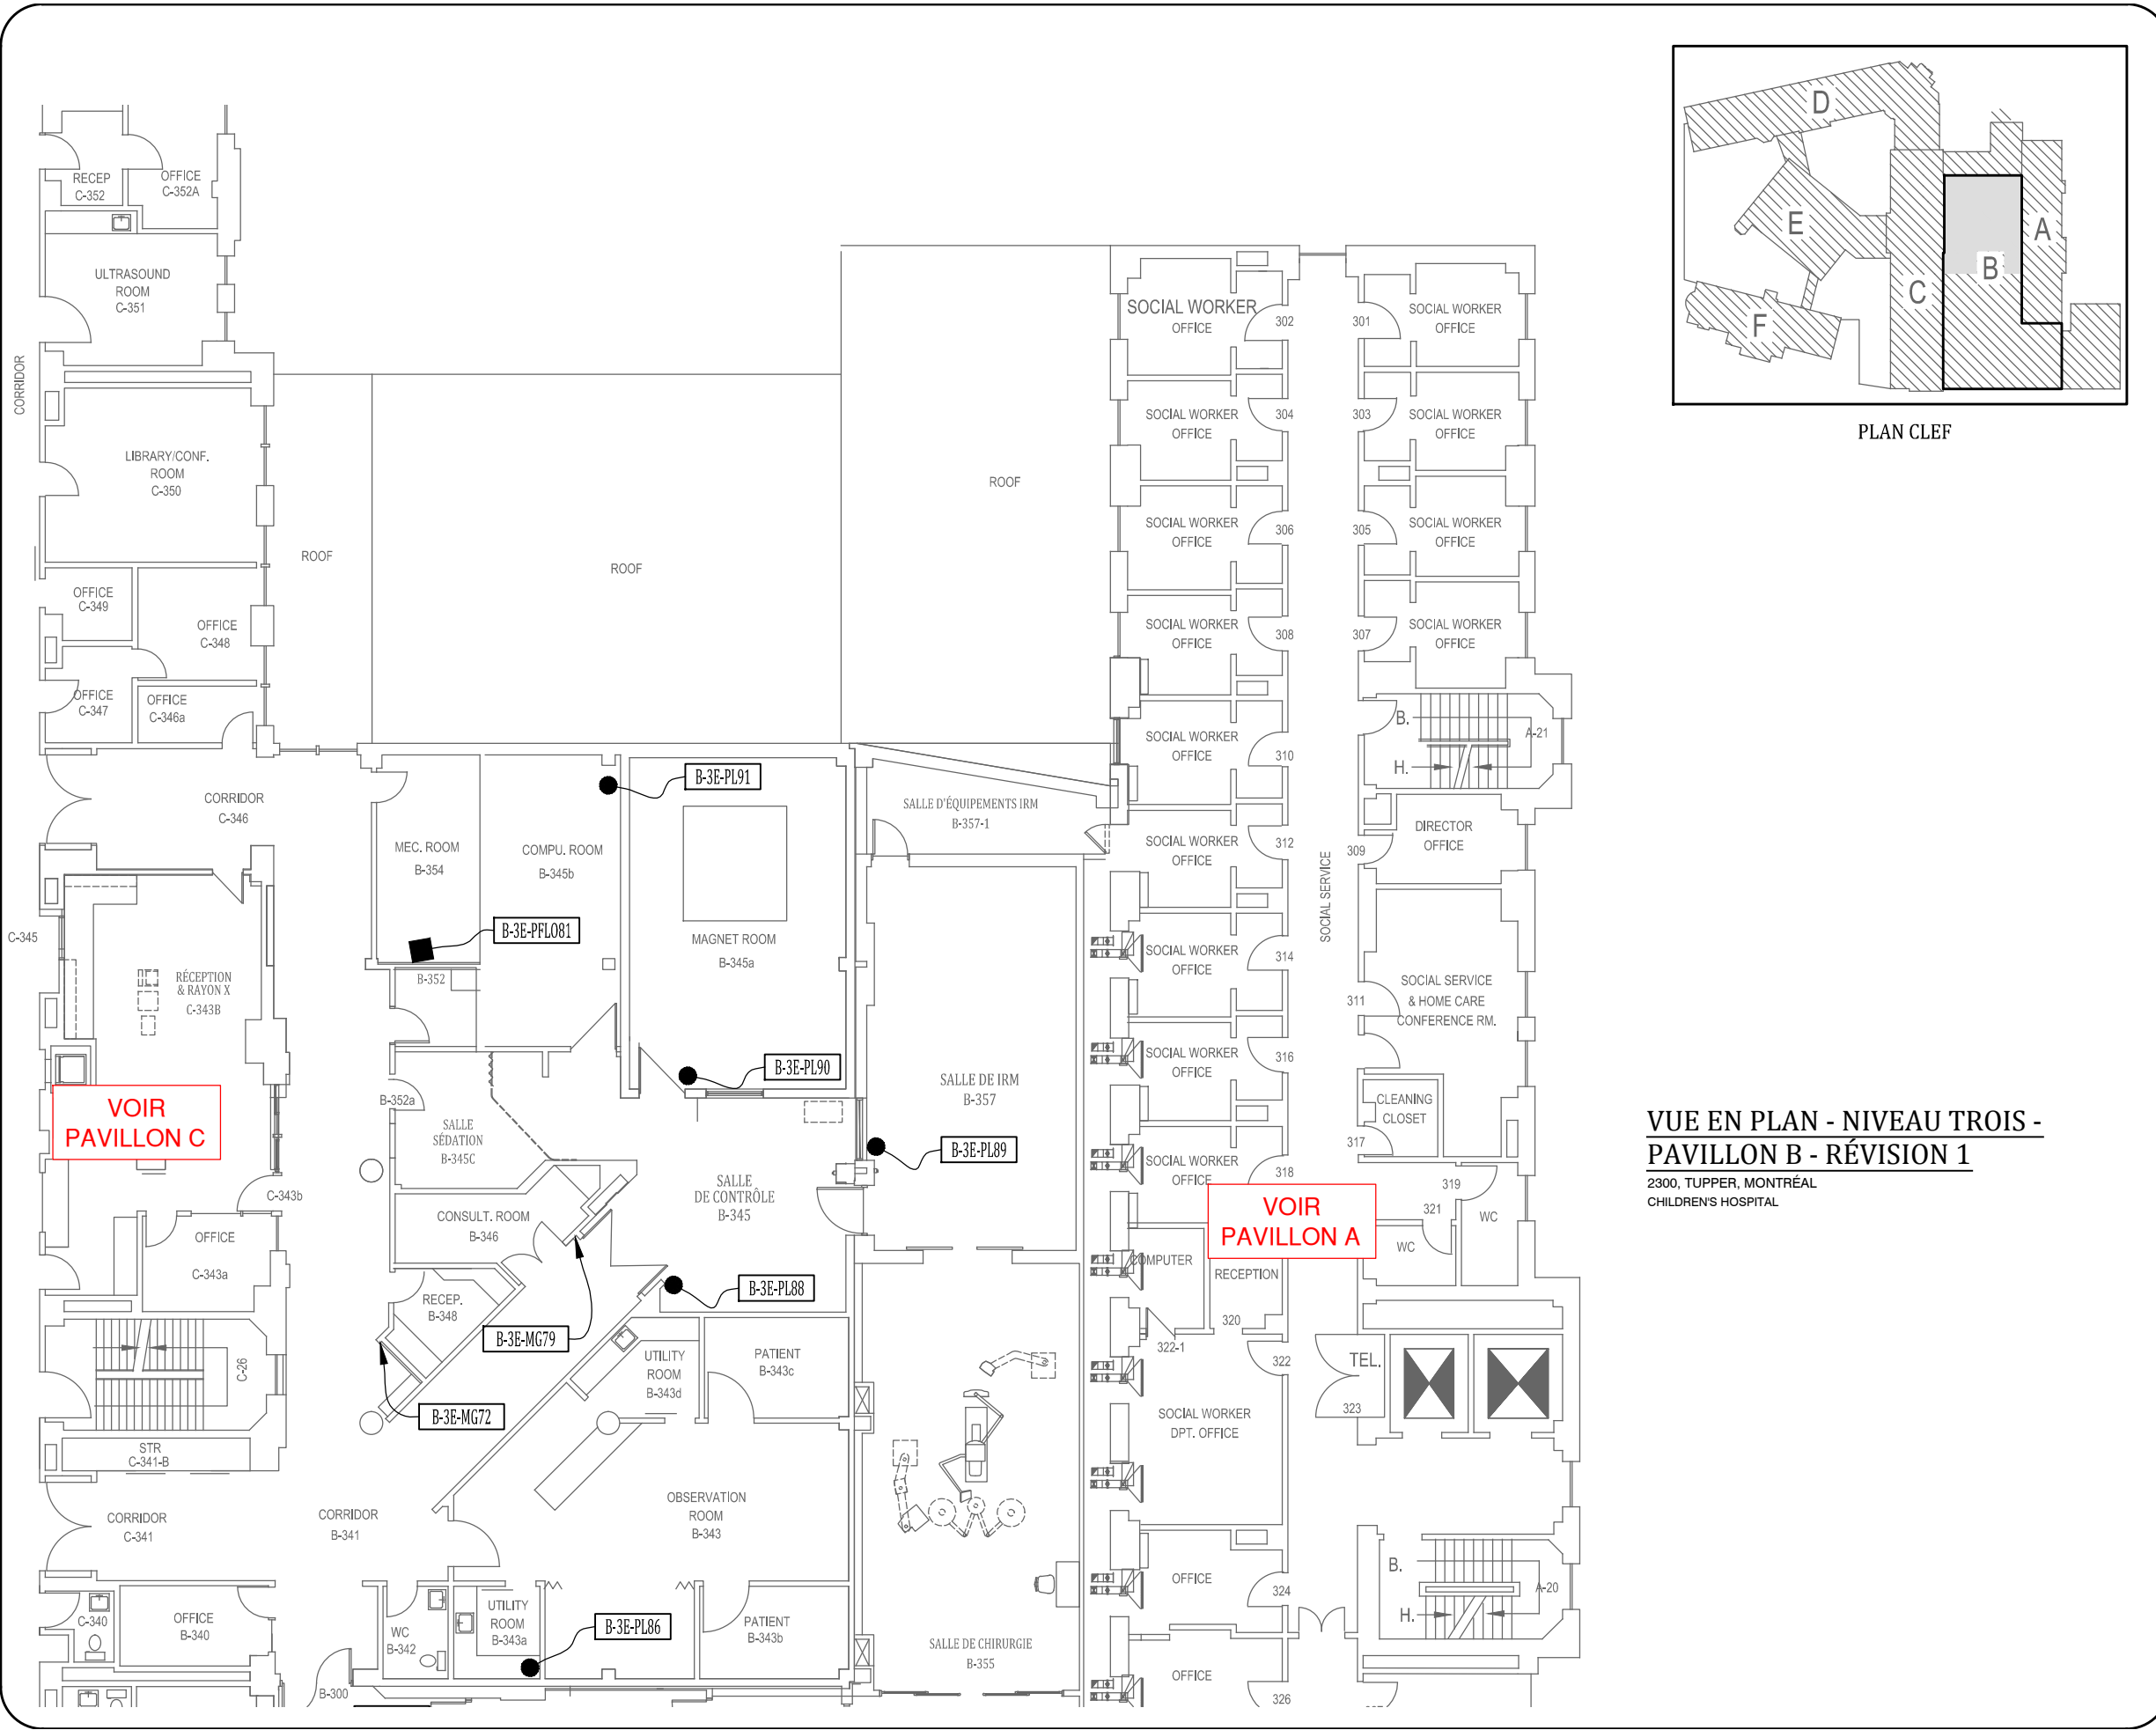 RECEP
C-352
OFFICE
C-352A
ULTRASOUND
ROOM
C-351
CORRIDOR
LIBRARY/CONF.
ROOM
C-350
OFFICE
C-349
OFFICE
C-348
OFFICE
C-347
OFFICE
C-346a
CORRIDOR
C-346
ROOF
ROOF
ROOF
C-345
RÉCEPTION
& RAYON X
C-343B
VOIR
PAVILLON C
C-343b
OFFICE
C-343a
C-26
STR
C-341-B
CORRIDOR
C-341
CORRIDOR
B-341
C-340
OFFICE
B-340
B-300
WC
B-342
MEC. ROOM
B-354
COMPU. ROOM
B-345b
B-3E-PL91
B-3E-PFL081
MAGNET ROOM
B-345a
B-352
B-3E-PL90
B-352a
SALLE
SÉDATION
B-345C
CONSULT. ROOM
B-346
SALLE
DE CONTRÔLE
B-345
B-3E-PL89
B-3E-PL88
RECEP.
B-348
B-3E-MG79
B-3E-MG72
UTILITY
ROOM
B-343d
PATIENT
B-343c
OBSERVATION
ROOM
B-343
UTILITY
ROOM
B-343a
B-3E-PL86
PATIENT
B-343b
SALLE D'ÉQUIPEMENTS IRM
B-357-1
SALLE DE IRM
B-357
SALLE DE CHIRURGIE
B-355
SOCIAL WORKER
OFFICE
302
301
SOCIAL WORKER
OFFICE
SOCIAL WORKER
OFFICE
304
303
SOCIAL WORKER
OFFICE
SOCIAL WORKER
OFFICE
306
305
SOCIAL WORKER
OFFICE
SOCIAL WORKER
OFFICE
308
307
SOCIAL WORKER
OFFICE
SOCIAL WORKER
OFFICE
310
B.
H.
A-21
SOCIAL WORKER
OFFICE
312
SOCIAL SERVICE
309
DIRECTOR
OFFICE
SOCIAL WORKER
OFFICE
314
311
SOCIAL SERVICE
& HOME CARE
CONFERENCE RM.
SOCIAL WORKER
OFFICE
316
CLEANING
CLOSET
317
SOCIAL WORKER
OFFICE
318
VOIR
PAVILLON A
319
321
WC
WC
COMPUTER
RECEPTION
320
322-1
322
TEL.
323
SOCIAL WORKER
DPT. OFFICE
OFFICE
324
B.
H.
A-20
OFFICE
326
D
E
F
C
B
A
PLAN CLEF
VUE EN PLAN - NIVEAU TROIS -
PAVILLON B - RÉVISION 1
2300, TUPPER, MONTRÉAL
CHILDREN'S HOSPITAL